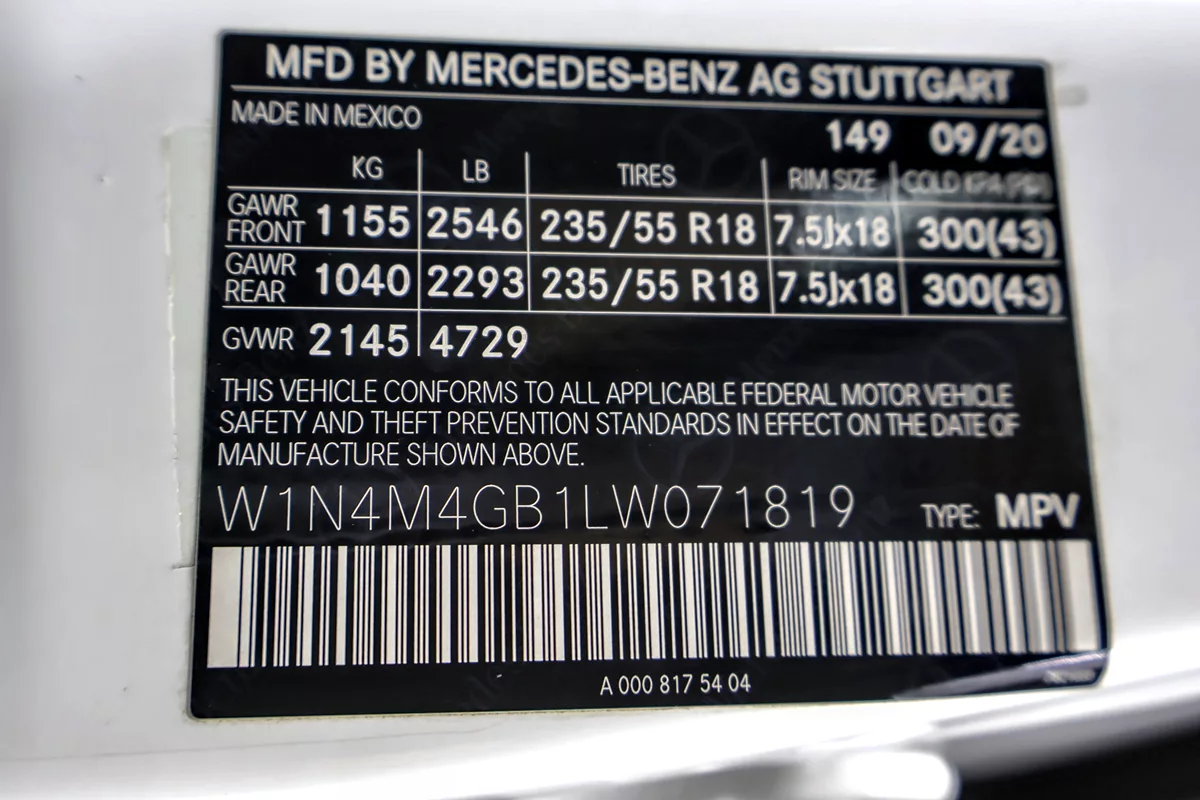 MFD BY MERCEDES-BENZ AG STUTTGART
MADE IN MEXICO
149 09/20
KG LB TIRES RIM SIZE COLD KPA (PSI)
GAWR FRONT 1155 2546 235/55 R18 7.5Jx18 300(43)
GAWR REAR 1040 2293 235/55 R18 7.5Jx18 300(43)
GVWR 2145 4729
THIS VEHICLE CONFORMS TO ALL APPLICABLE FEDERAL MOTOR VEHICLE
SAFETY AND THEFT PREVENTION STANDARDS IN EFFECT ON THE DATE OF
MANUFACTURE SHOWN ABOVE.
W1N4M4GB1LW071819 TYPE: MPV
A 000 817 54 04